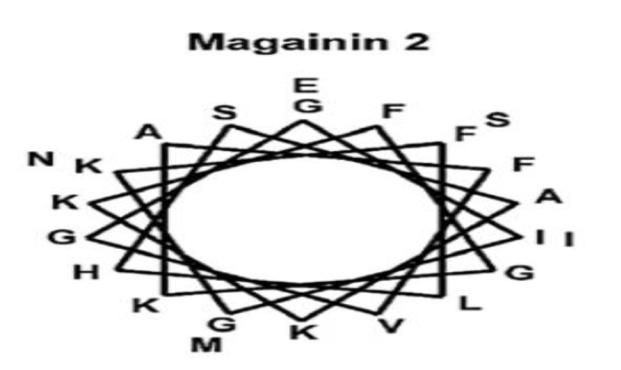 Magainin 2
E
S G F S
A F
N K F
K A
G I I
H G
K L
G K V
M